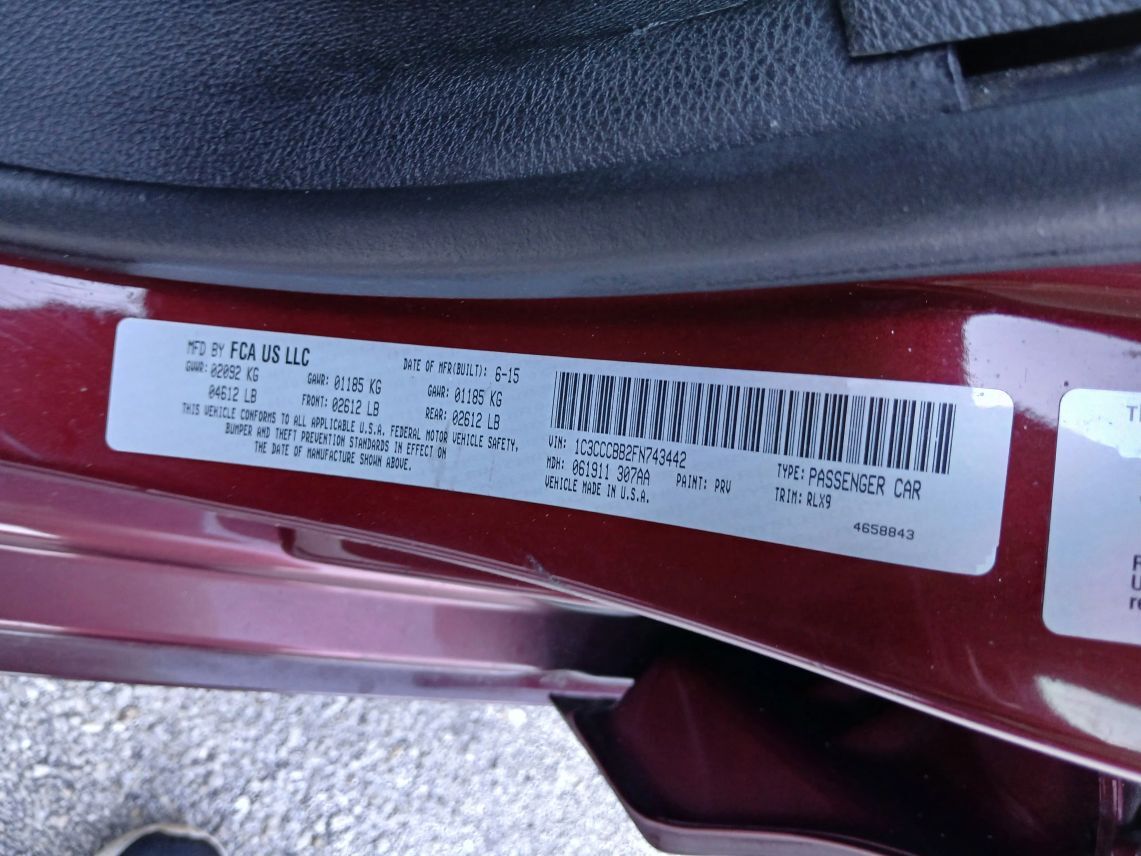 MFD BY FCA US LLC
DATE OF MFR(BUILT): 6-15
GVWR: 02092 KG
04612 LB
GAWR: 01185 KG
FRONT: 02612 LB
GAWR: 01185 KG
REAR: 02612 LB
THIS VEHICLE CONFORMS TO ALL APPLICABLE U.S.A. FEDERAL MOTOR VEHICLE SAFETY,
BUMPER AND THEFT PREVENTION STANDARDS IN EFFECT ON
THE DATE OF MANUFACTURE SHOWN ABOVE.
VIN: 1C3CCCBB2FN743442
TYPE: PASSENGER CAR
MDH: 061911 307AA
PAINT: PRV
TRIM: RLX9
VEHICLE MADE IN U.S.A.
4658843